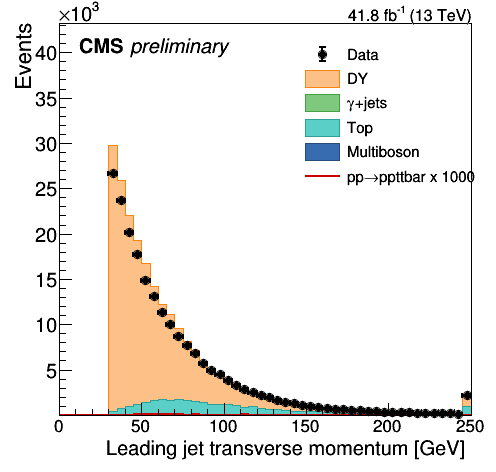 ×10³
41.8 fb⁻¹ (13 TeV)
Events
CMS preliminary
Data
DY
γ+jets
Top
Multiboson
pp→ppttbar x 1000
40
35
30
25
20
15
10
5
0 50 100 150 200 250
Leading jet transverse momentum [GeV]